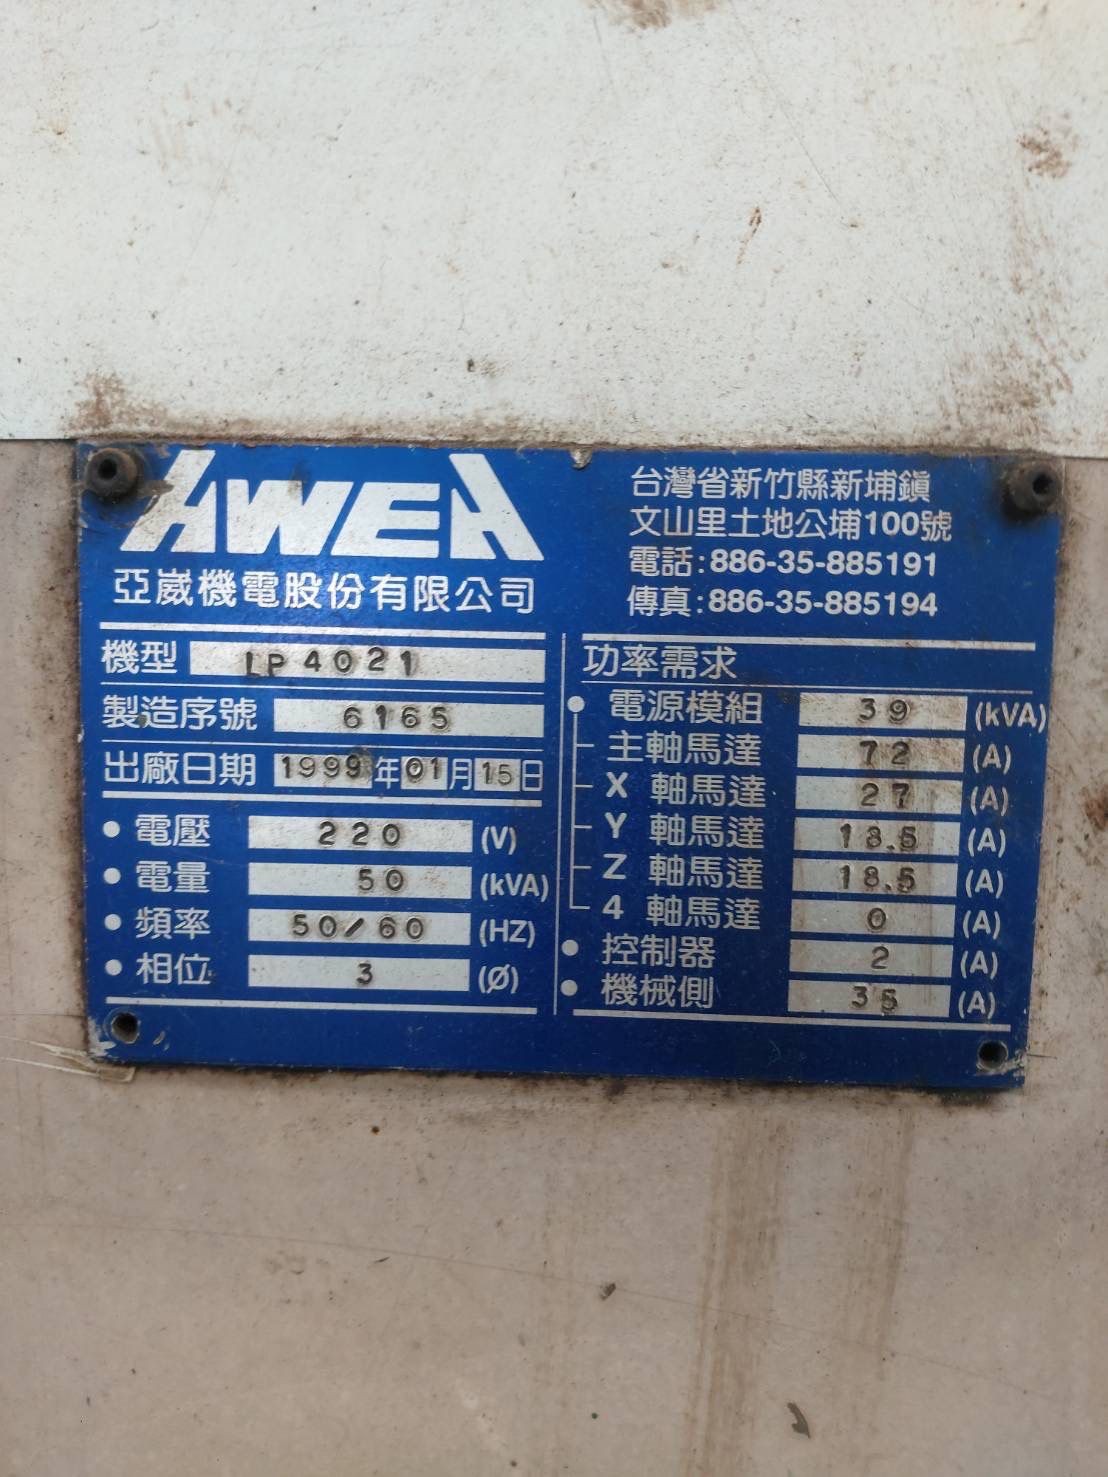 AWEA
亞崴機電股份有限公司
台灣省新竹縣新埔鎮
文山里土地公埔100號
電話:886-35-885191
傳真:886-35-885194
機型 LP4021
製造序號 6165
出廠日期 1999年01月15日
電壓 220 (V)
電量 50 (kVA)
頻率 50/60 (HZ)
相位 3 (Ø)
功率需求
電源模組 39 (kVA)
主軸馬達 72 (A)
X 軸馬達 27 (A)
Y 軸馬達 18.5 (A)
Z 軸馬達 18.5 (A)
4 軸馬達 0 (A)
控制器 2 (A)
機械側 35 (A)